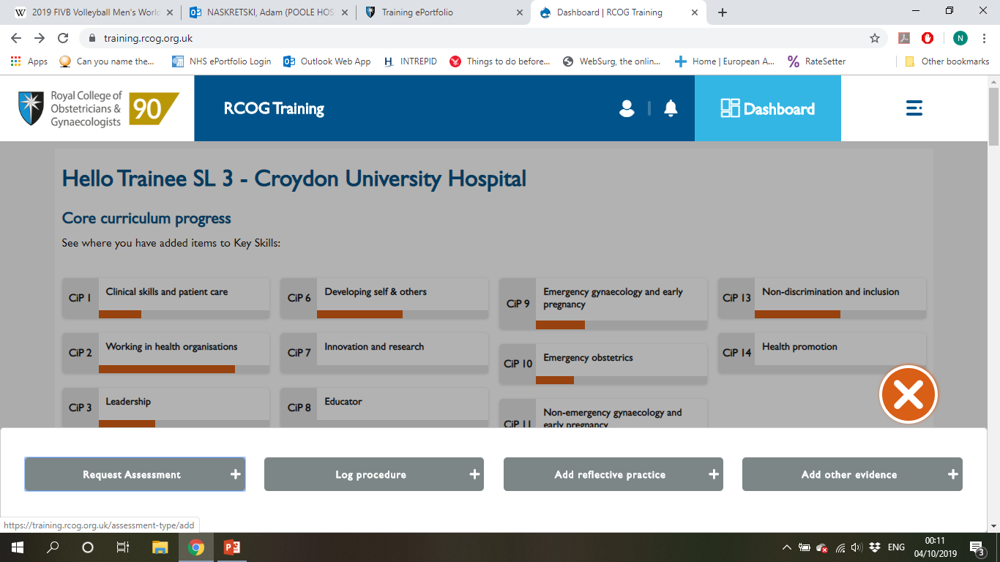 2019 FIVB Volleyball Men's World
NASKRETSKI, Adam (POOLE HOS
Training ePortfolio
Dashboard | RCOG Training
training.rcog.org.uk
N
Apps
Can you name the...
NHS ePortfolio Login
Outlook Web App
INTREPID
Things to do before...
WebSurg, the onlin...
Home | European A...
RateSetter
Other bookmarks
Royal College of
Obstetricians &
Gynaecologists
90
RCOG Training
Dashboard
Hello Trainee SL 3 - Croydon University Hospital
Core curriculum progress
See where you have added items to Key Skills:
CiP 1
Clinical skills and patient care
CiP 6
Developing self & others
CiP 9
Emergency gynaecology and early
pregnancy
CiP 13
Non-discrimination and inclusion
CiP 2
Working in health organisations
CiP 7
Innovation and research
CiP 10
Emergency obstetrics
CiP 14
Health promotion
CiP 3
Leadership
CiP 8
Educator
CiP 11
Non-emergency gynaecology and
early pregnancy
Request Assessment +
Log procedure +
Add reflective practice +
Add other evidence +
https://training.rcog.org.uk/assessment-type/add
ENG
00:11
04/10/2019
3